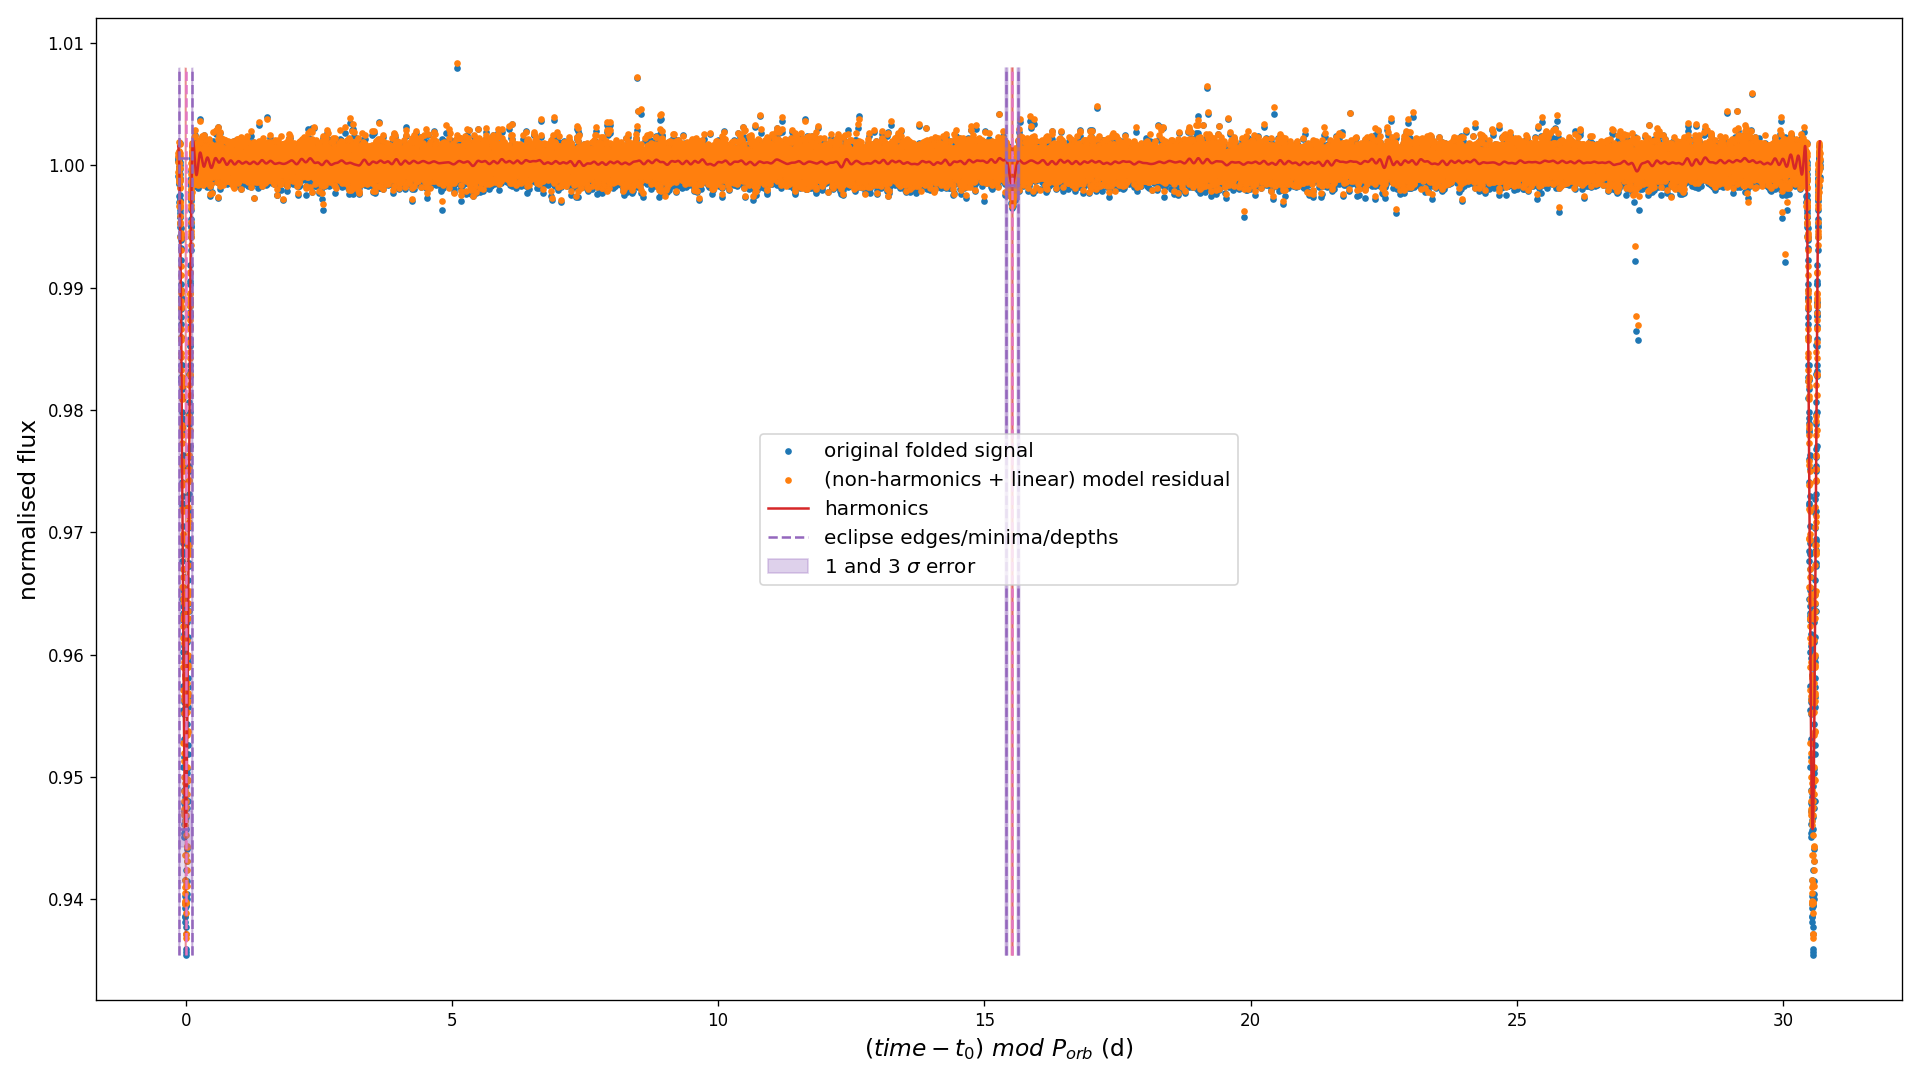 1.01
1.00
0.99
0.98
0.97
0.96
0.95
0.94
normalised flux
original folded signal
(non-harmonics + linear) model residual
harmonics
eclipse edges/minima/depths
1 and 3 σ error
0 5 10 15 20 25 30
(time − t₀) mod P_orb (d)